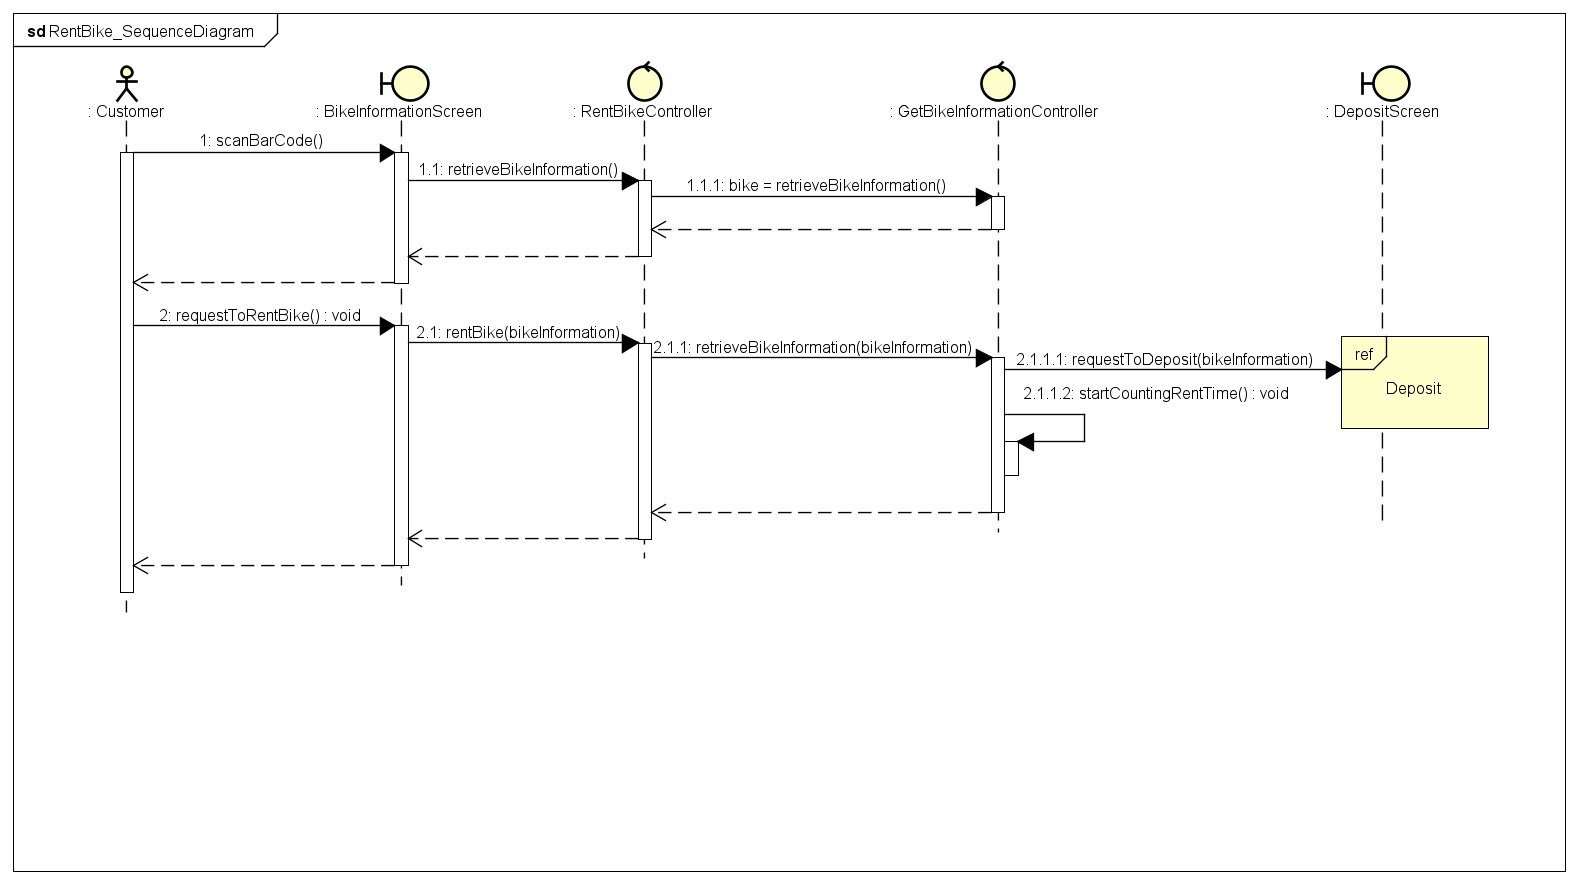 sd RentBike_SequenceDiagram
: Customer
: BikeInformationScreen
: RentBikeController
: GetBikeInformationController
: DepositScreen
1: scanBarCode()
1.1: retrieveBikeInformation()
1.1.1: bike = retrieveBikeInformation()
2: requestToRentBike() : void
2.1: rentBike(bikeInformation)
2.1.1: retrieveBikeInformation(bikeInformation)
2.1.1.1: requestToDeposit(bikeInformation)
ref
Deposit
2.1.1.2: startCountingRentTime() : void